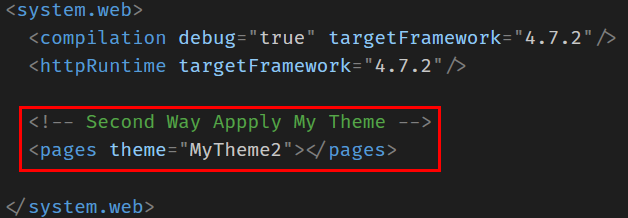 <system.web>
<compilation debug="true" targetFramework="4.7.2"/>
<httpRuntime targetFramework="4.7.2"/>
<!-- Second Way Appply My Theme -->
<pages theme="MyTheme2"></pages>
</system.web>